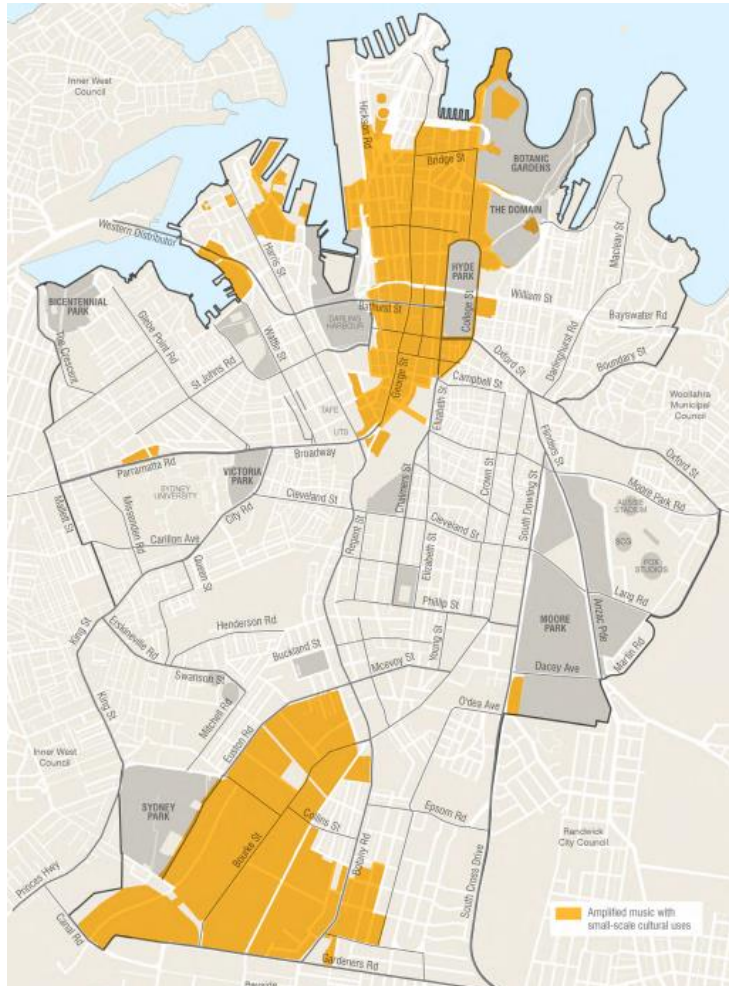 Inner West
Council
Hickson Rd
Bridge St
BOTANIC
GARDENS
THE DOMAIN
Western Distributor
Harris St
HYDE
PARK
Macleay St
William St
College St
BICENTENNIAL
PARK
Bathurst St
DARLING
HARBOUR
Bayswater Rd
Darlinghurst Rd
Boundary St
Glebe Point Rd
The Crescent
St Johns Rd
Wattle St
George St
Oxford St
Campbell St
Elizabeth St
Woollahra
Municipal
Council
TAFE
UTS
Broadway
Flinders St
Parramatta Rd
VICTORIA
PARK
Crown St
Oxford St
Moore Park Rd
SYDNEY
UNIVERSITY
Mallett St
Missenden Rd
City Rd
Cleveland St
Chalmers St
South Dowling St
AUSSIE
STADIUM
Cleveland St
Carillon Ave
Regent St
SCG
FOX
STUDIOS
Queen St
Elizabeth St
Lang Rd
Phillip St
King St
Erskineville Rd
Henderson Rd
MOORE
PARK
Anzac Pde
Martin Rd
Buckland St
Young St
Mcevoy St
Dacey Ave
Swanson St
King St
Mitchell Rd
O'dea Ave
Euston Rd
Inner West
Council
SYDNEY
PARK
Collins St
Epsom Rd
Bourke St
Botany Rd
Randwick
City Council
South Cross Drive
Princes Hwy
Canal Rd
Amplified music with
small-scale cultural uses
Gardeners Rd